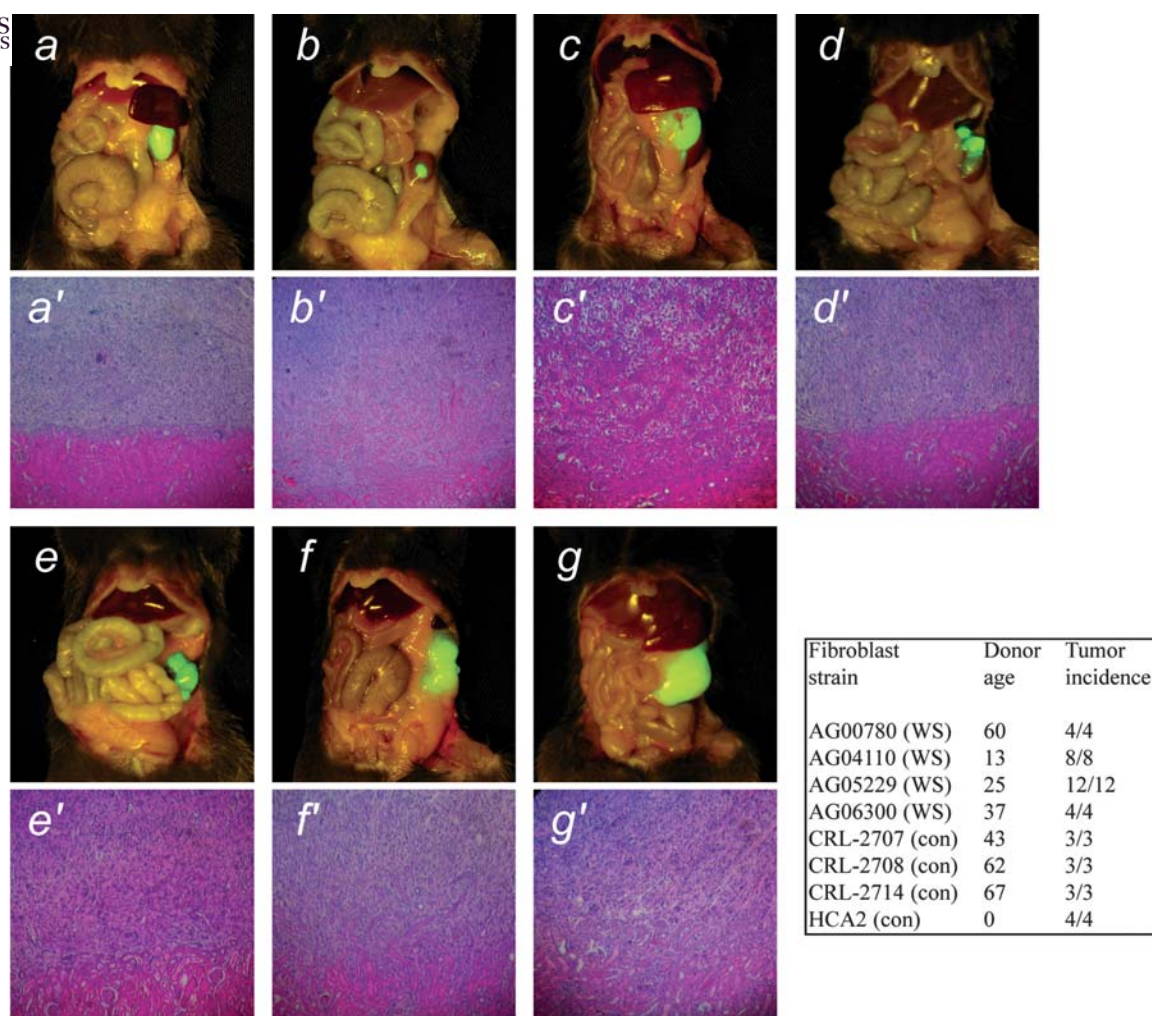 S
s
a
b
c
d
a'
b'
c'
d'
e
f
g
e'
f'
g'
Fibroblast strain Donor age Tumor incidence
AG00780 (WS) 60 4/4
AG04110 (WS) 13 8/8
AG05229 (WS) 25 12/12
AG06300 (WS) 37 4/4
CRL-2707 (con) 43 3/3
CRL-2708 (con) 62 3/3
CRL-2714 (con) 67 3/3
HCA2 (con) 0 4/4